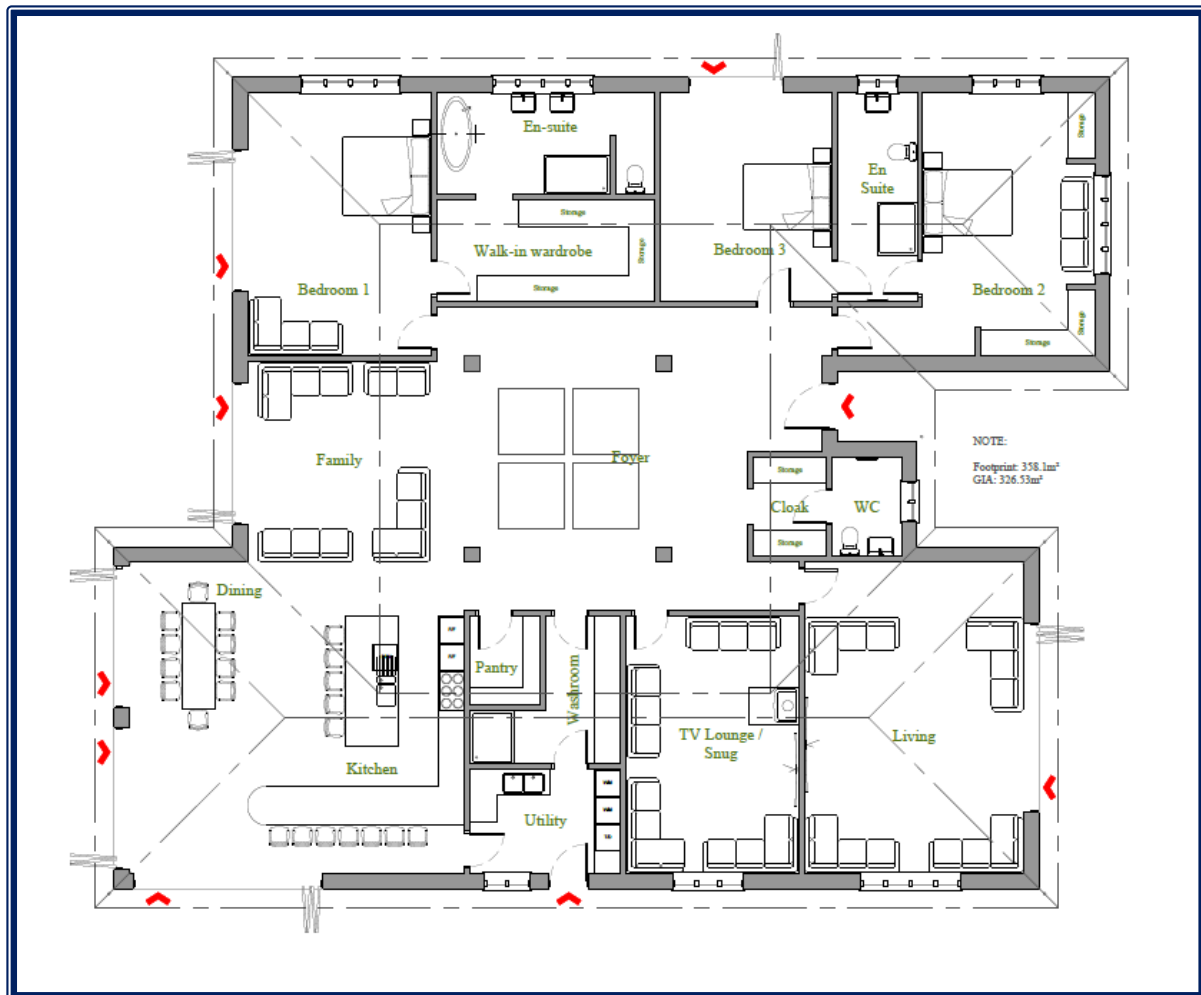 En-suite
Storage
En
Suite
Storage
Walk-in wardrobe
Storage
Storage
Bedroom 3
Bedroom 1
Bedroom 2
Storage
Storage
Family
Foyer
NOTE:
Footprint: 358.1m²
GIA: 326.53m²
Storage
Cloak
WC
Storage
Dining
Pantry
Washroom
TV Lounge /
Snug
Living
Kitchen
Utility